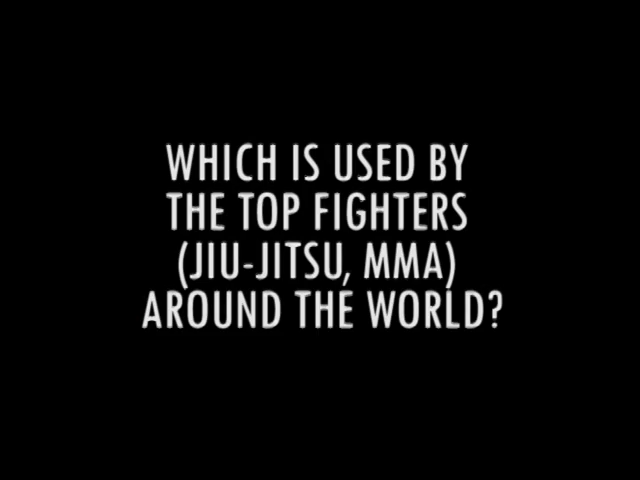 WHICH IS USED BY
THE TOP FIGHTERS
(JIU-JITSU, MMA)
AROUND THE WORLD?